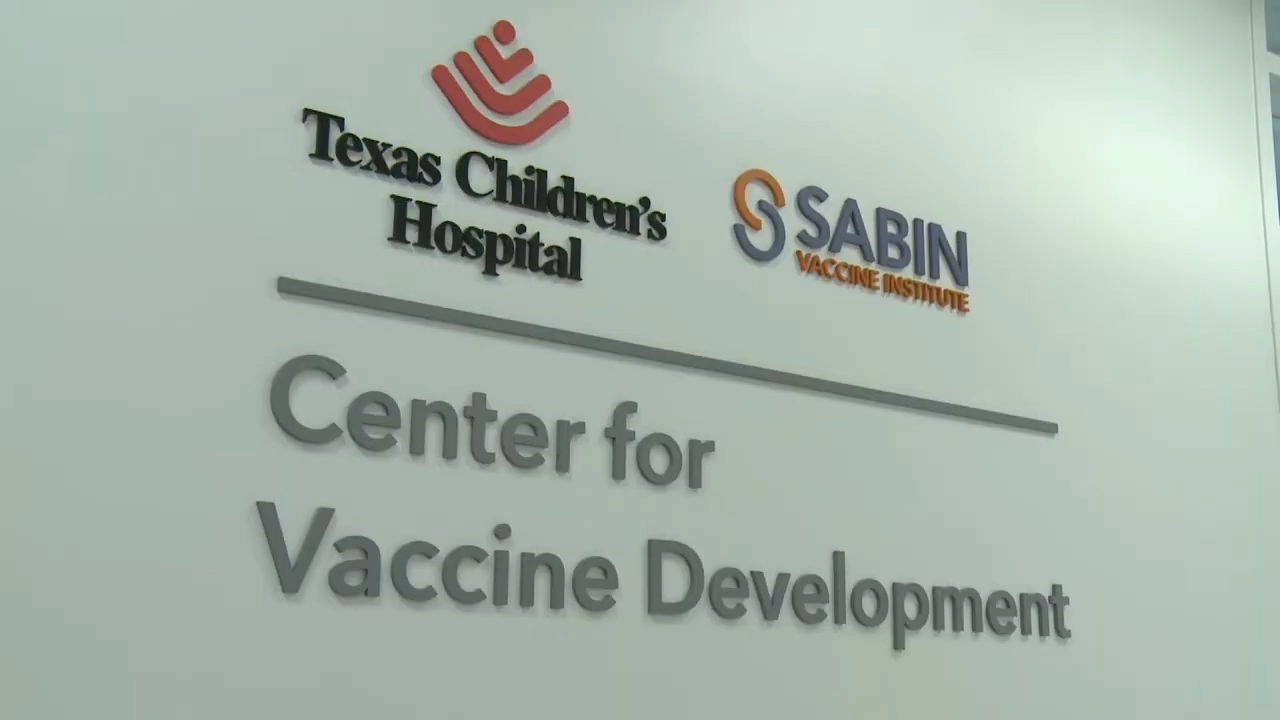 Texas Children's
Hospital
SABIN
VACCINE INSTITUTE
Center for
Vaccine Development